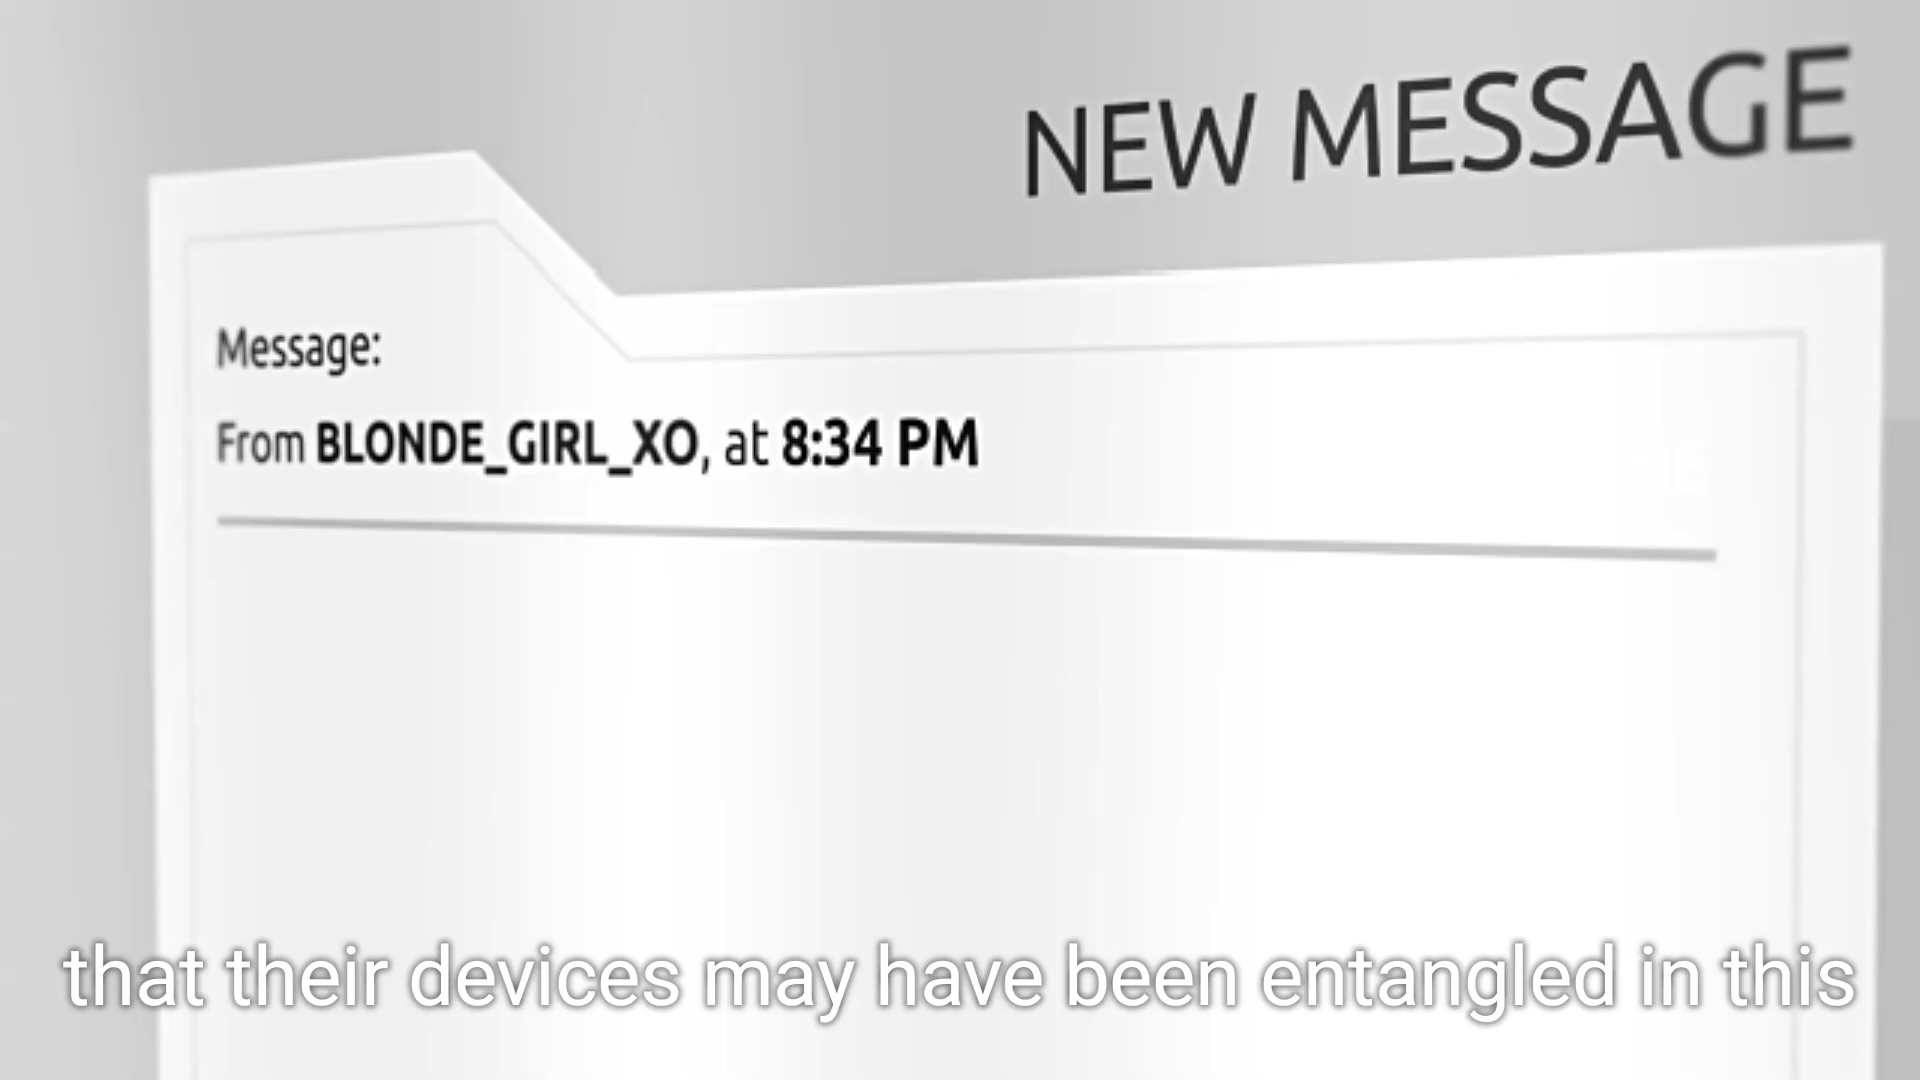 NEW MESSAGE
Message:
From BLONDE_GIRL_XO, at 8:34 PM
that their devices may have been entangled in this